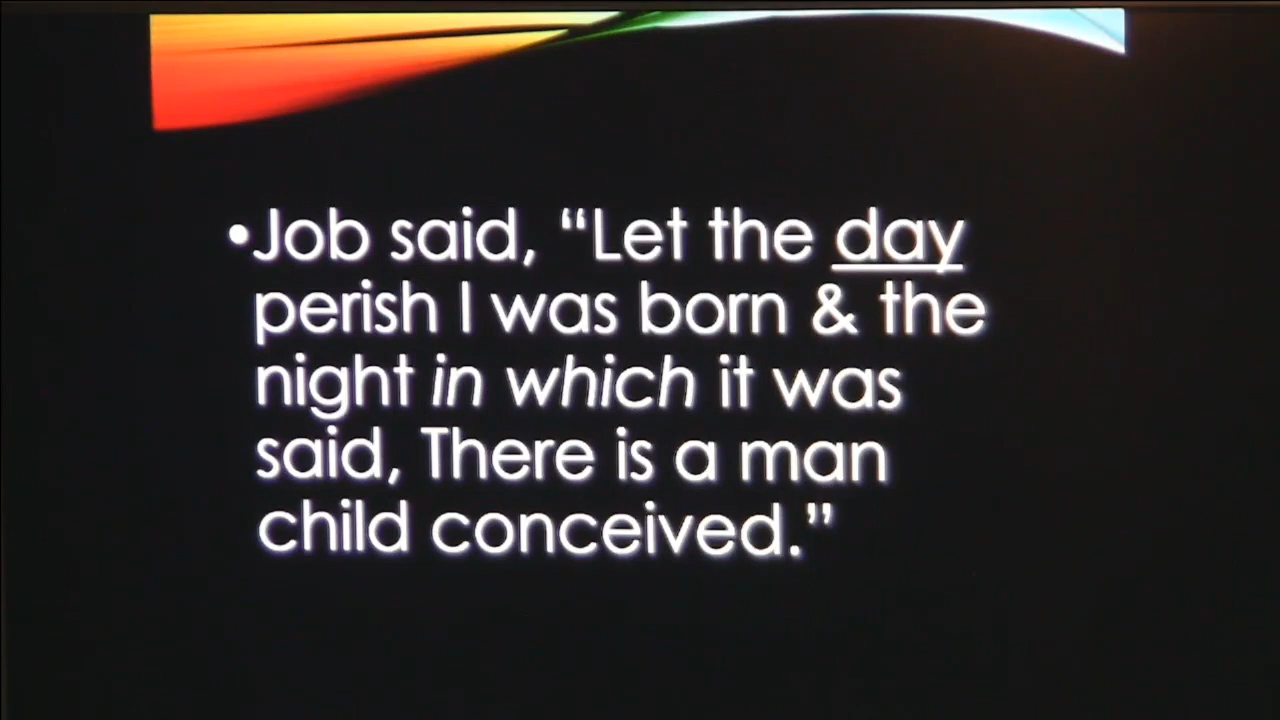 •Job said, “Let the day
perish I was born & the
night in which it was
said, There is a man
child conceived.”